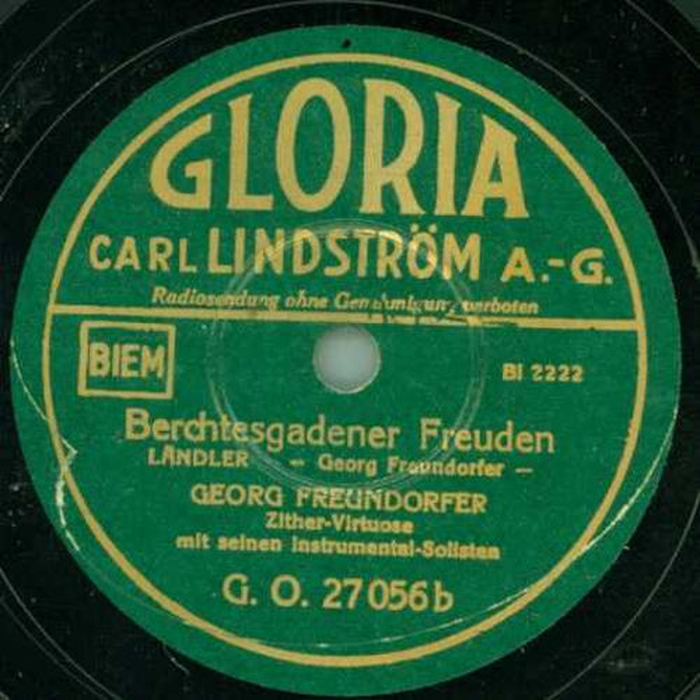 GLORIA
CARL LINDSTRÖM A.-G.
Radiosendung ohne Genehmigung verboten
BIEM
BI 2222
Berchtesgadener Freuden
LÄNDLER – Georg Freundorfer –
GEORG FREUNDORFER
Zither-Virtuose
mit seinen Instrumental-Solisten
G. O. 27056b